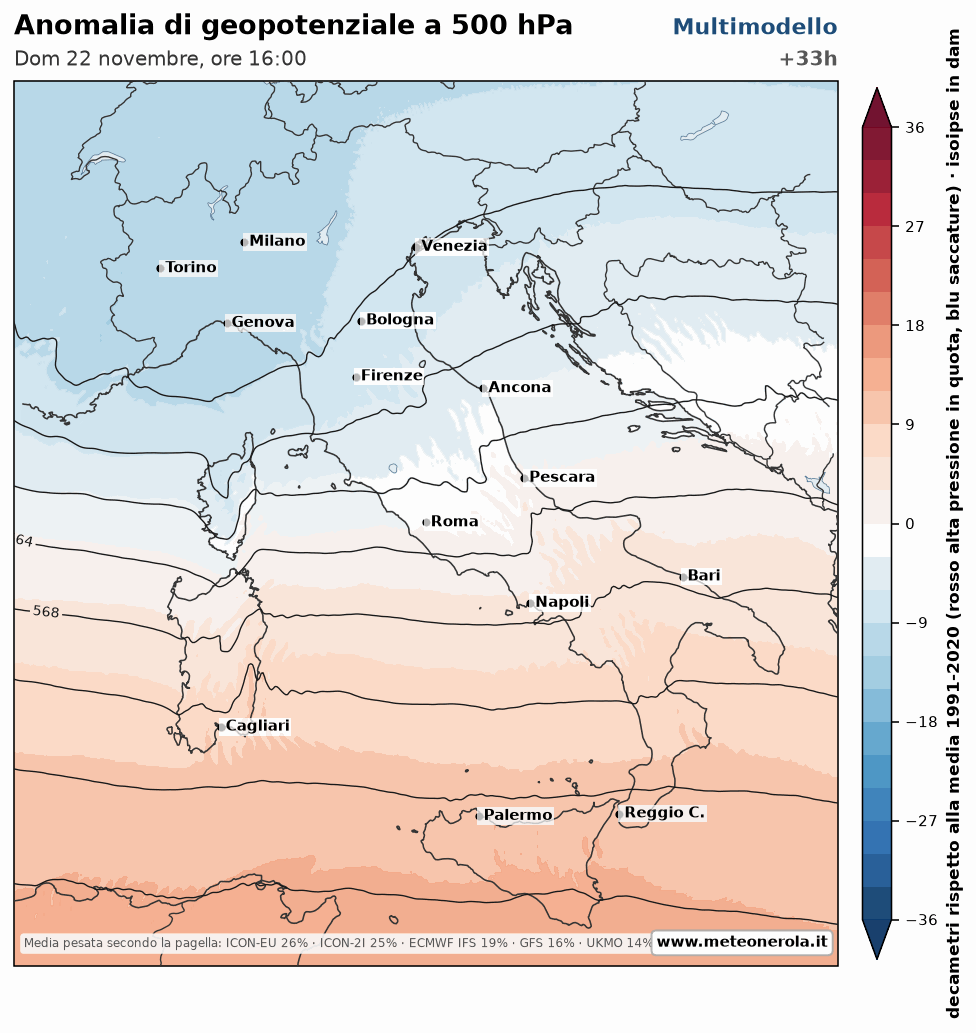 Anomalia di geopotenziale a 500 hPa
Multimodello
Dom 22 novembre, ore 16:00
+33h
Milano
Venezia
Torino
Genova
Bologna
Firenze
Ancona
Pescara
Roma
64
568
Bari
Napoli
Cagliari
Palermo
Reggio C.
Media pesata secondo la pagella: ICON-EU 26% · ICON-2I 25% · ECMWF IFS 19% · GFS 16% · UKMO 14%
www.meteonerola.it
36
27
18
9
0
−9
−18
−27
−36
decametri rispetto alla media 1991-2020 (rosso alta pressione in quota, blu saccature) · isoipse in dam